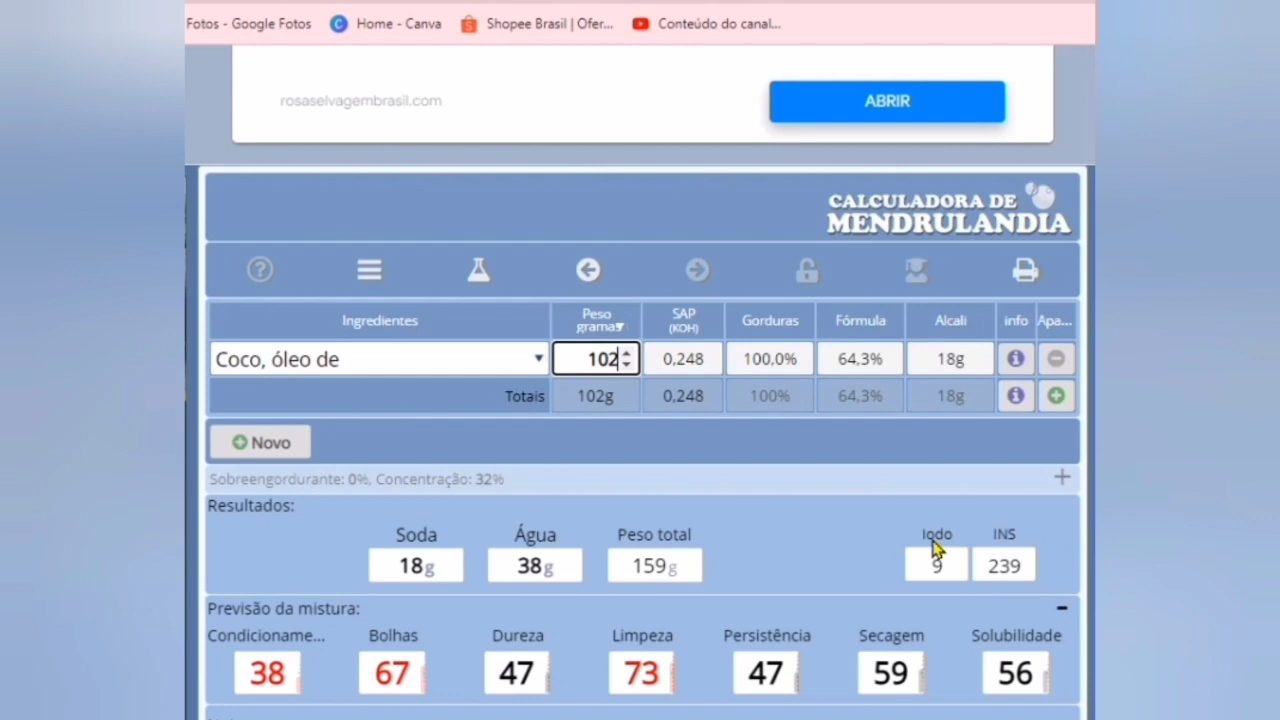 Fotos - Google Fotos Home - Canva Shopee Brasil | Ofer... Conteúdo do canal...
rosaselvagembrasil.com ABRIR
CALCULADORA DE
MENDRULANDIA
Ingredientes Peso gramas SAP (KOH) Gorduras Fórmula Alcali info Apa...
Coco, óleo de 102 0,248 100,0% 64,3% 18g
Totais 102g 0,248 100% 64,3% 18g
Novo
Sobreengordurante: 0%, Concentração: 32%
Resultados:
Soda Água Peso total Iodo INS
18g 38g 159g 9 239
Previsão da mistura:
Condicioname... Bolhas Dureza Limpeza Persistência Secagem Solubilidade
38 67 47 73 47 59 56